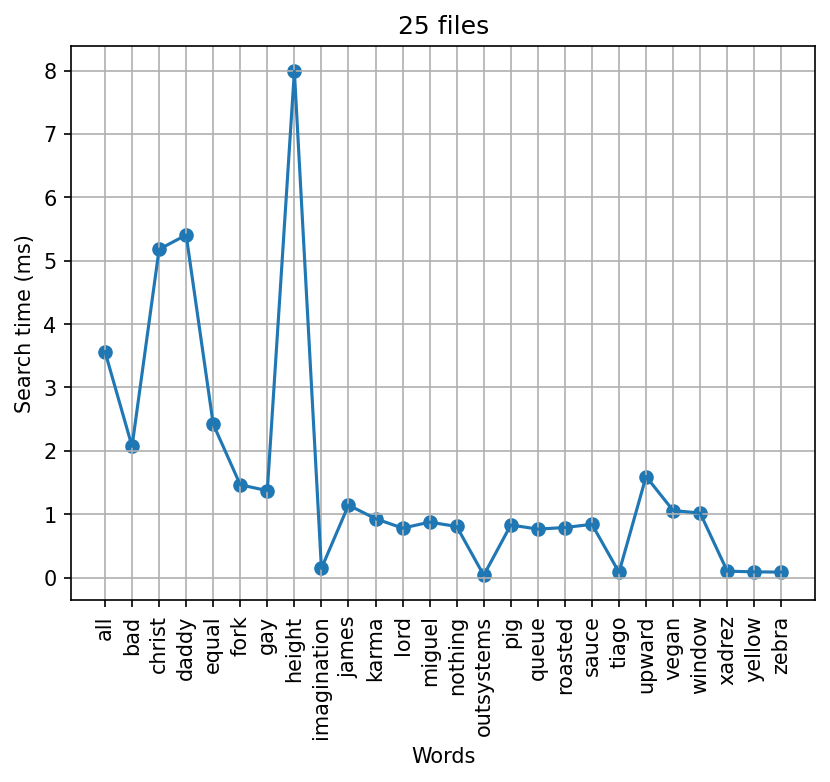 25 files
Search time (ms)
8
7
6
5
4
3
2
1
0
all
bad
christ
daddy
equal
fork
gay
height
imagination
james
karma
lord
miguel
nothing
outsystems
pig
queue
roasted
sauce
tiago
upward
vegan
window
xadrez
yellow
zebra
Words